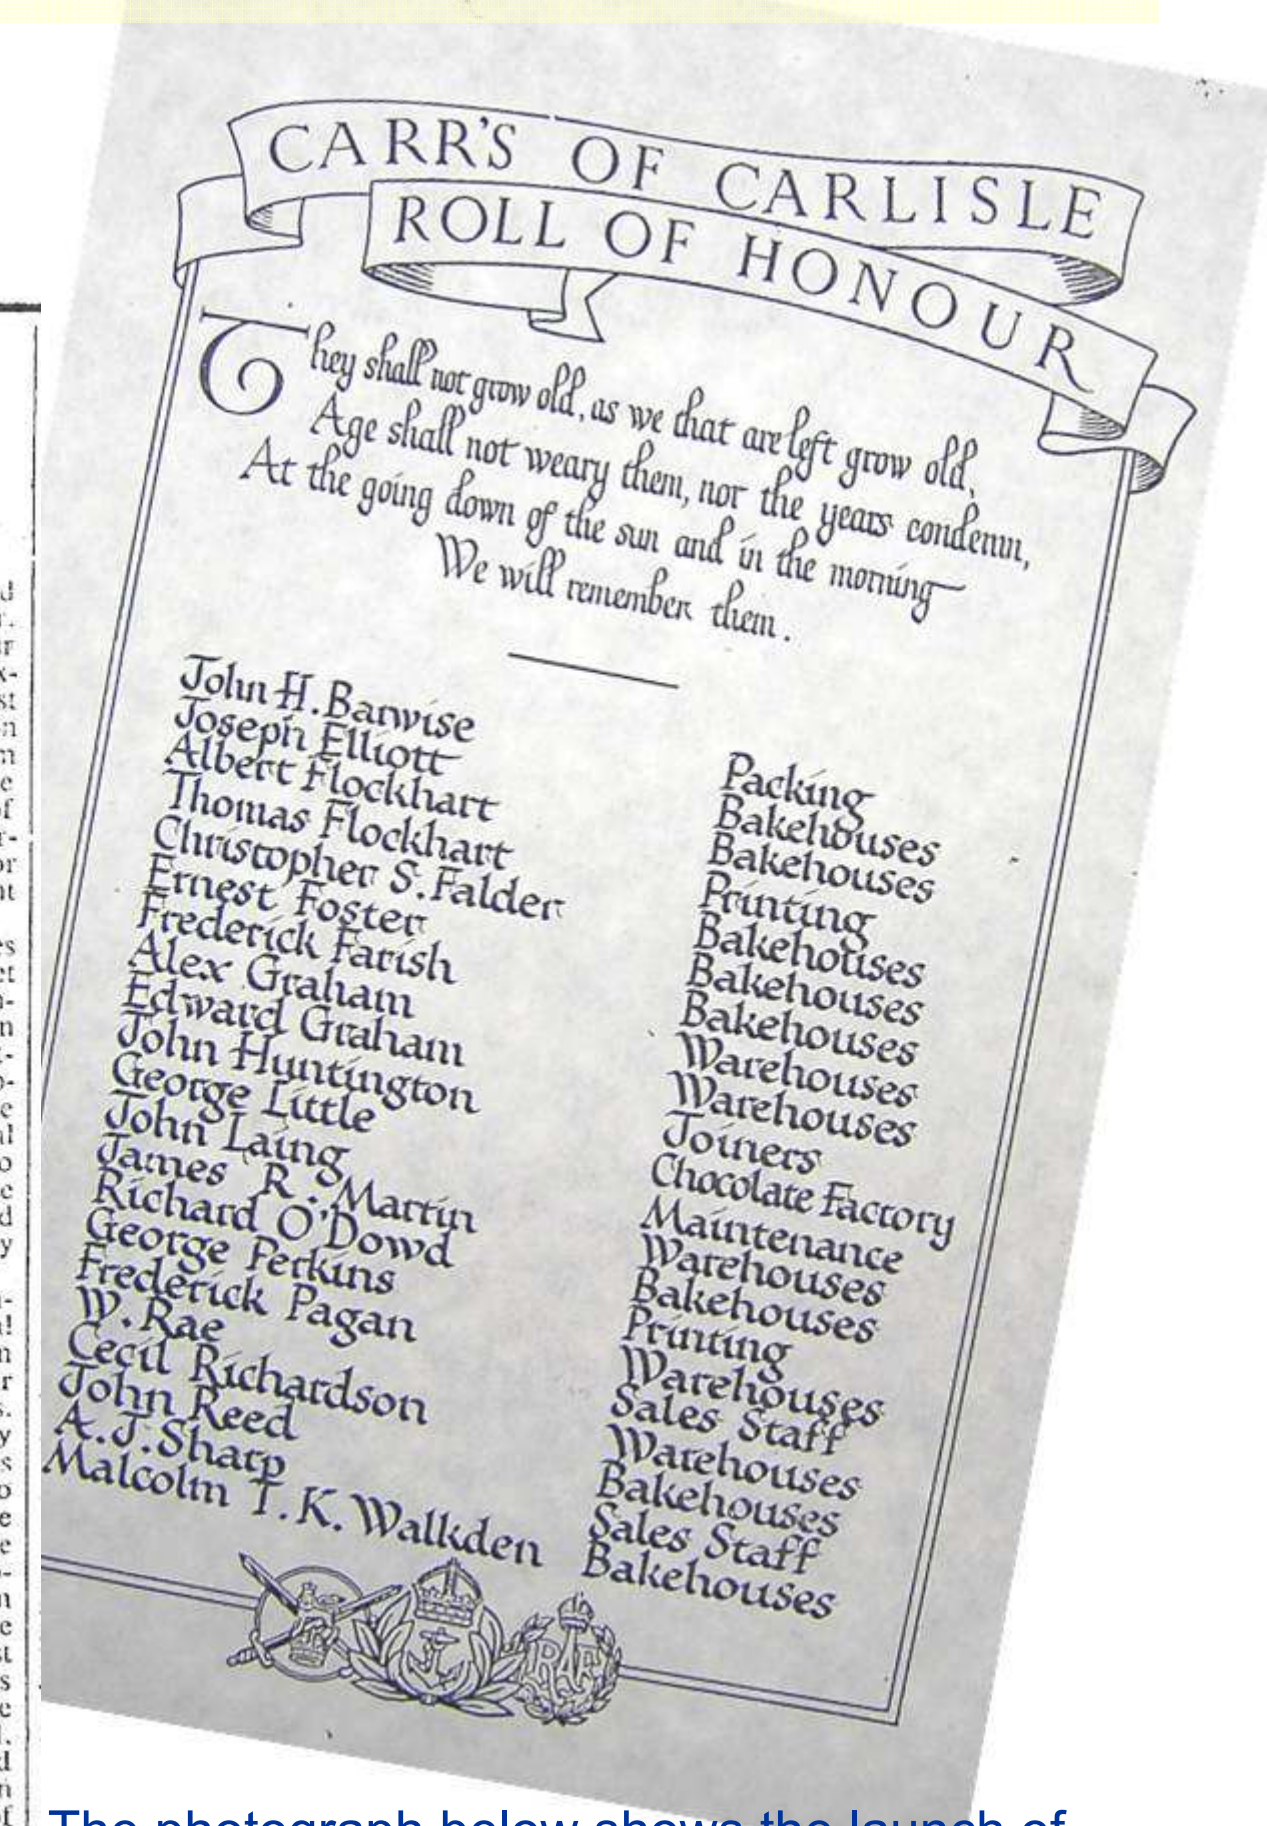 CARR'S OF CARLISLE
ROLL OF HONOUR
They shall not grow old, as we that are left grow old,
Age shall not weary them, nor the years condemn,
At the going down of the sun and in the morning
We will remember them.
John H. Barwise Packing
Joseph Elliott Bakehouses
Albert Flockhart Bakehouses
Thomas Flockhart Printing
Christopher S. Falder Bakehouses
Ernest Foster Bakehouses
Frederick Farish Bakehouses
Alex Graham Warehouses
Edward Graham Warehouses
John Huntington Joiners
George Little Chocolate Factory
John Laing Maintenance
James R. Martin Warehouses
Richard O'Dowd Bakehouses
George Perkins Printing
Frederick Pagan Warehouses
W. Rae Sales Staff
Cecil Richardson Warehouses
John Reed Bakehouses
A. J. Sharp Sales Staff
Malcolm T. K. Walkden Bakehouses
RAF
The photograph below shows the launch of